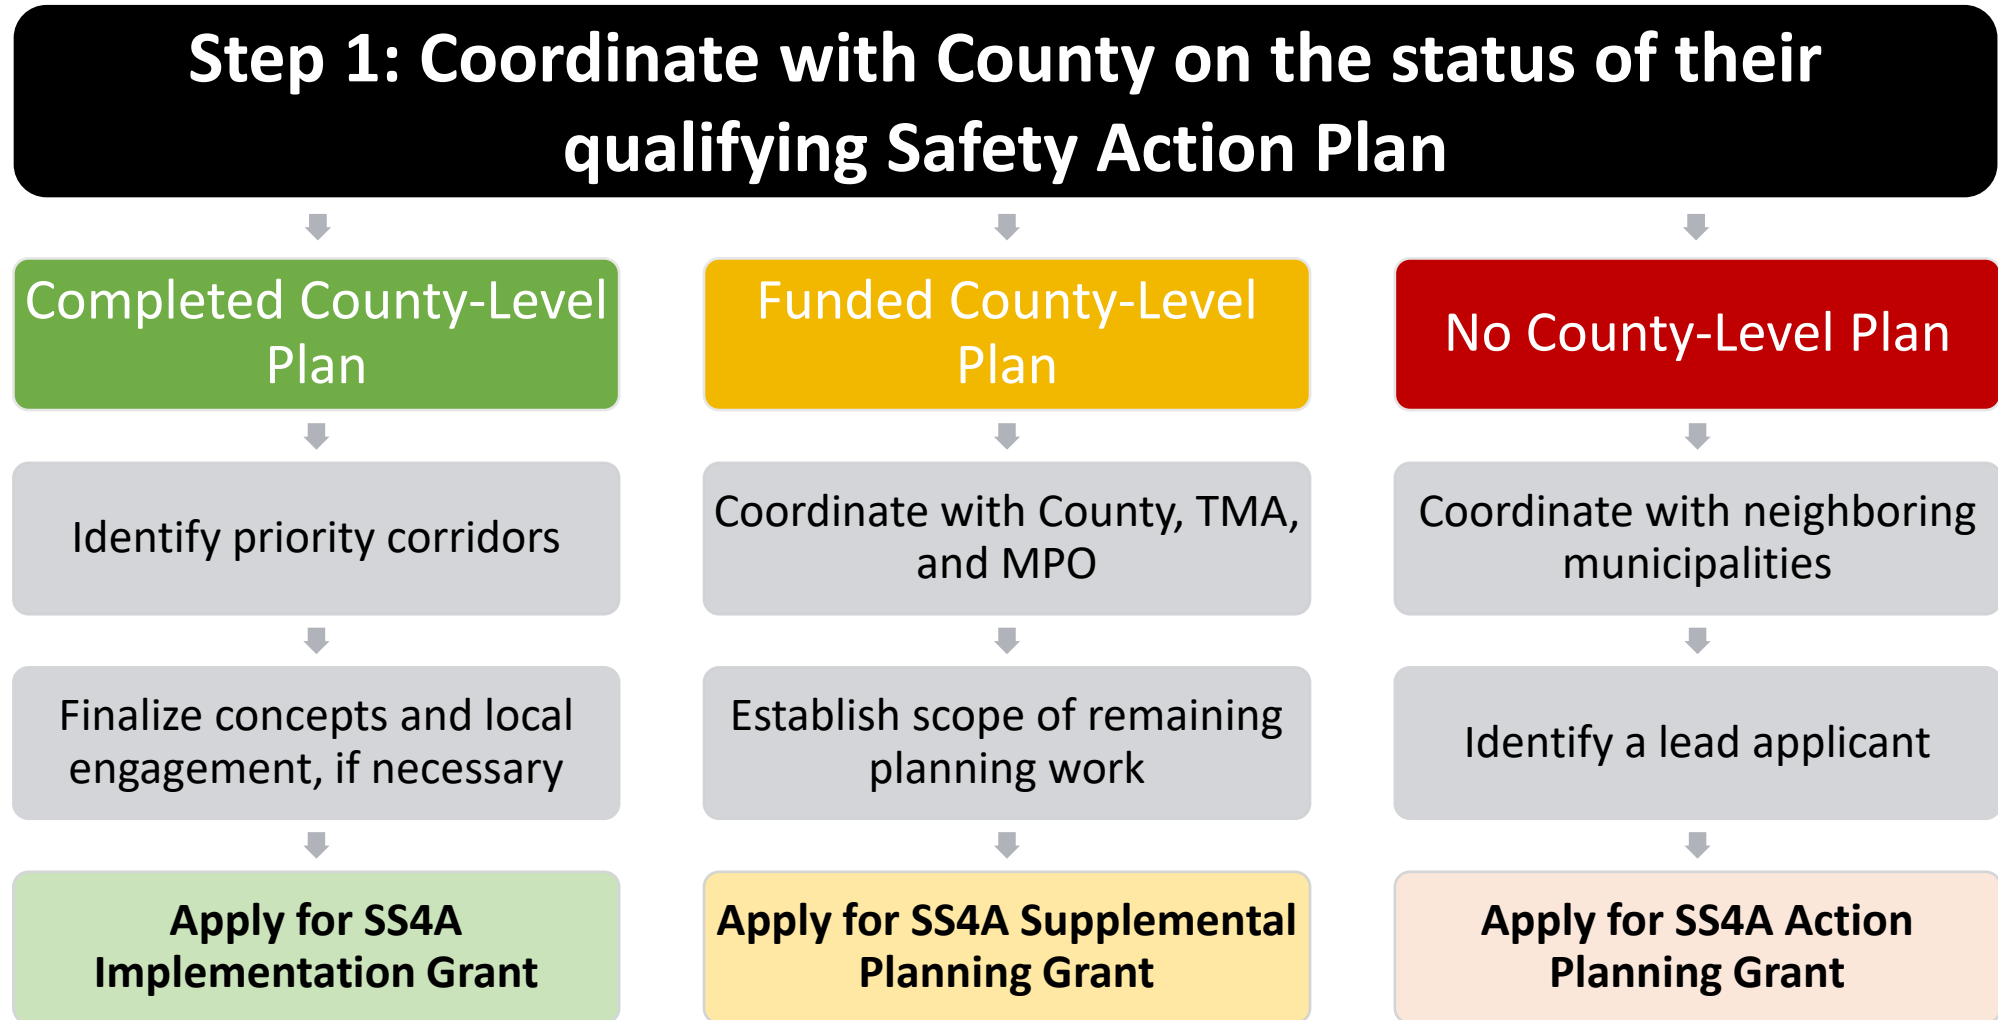 Step 1: Coordinate with County on the status of their
qualifying Safety Action Plan
Completed County-Level
Plan
Identify priority corridors
Finalize concepts and local
engagement, if necessary
Apply for SS4A
Implementation Grant
Funded County-Level
Plan
Coordinate with County, TMA,
and MPO
Establish scope of remaining
planning work
Apply for SS4A Supplemental
Planning Grant
No County-Level Plan
Coordinate with neighboring
municipalities
Identify a lead applicant
Apply for SS4A Action
Planning Grant